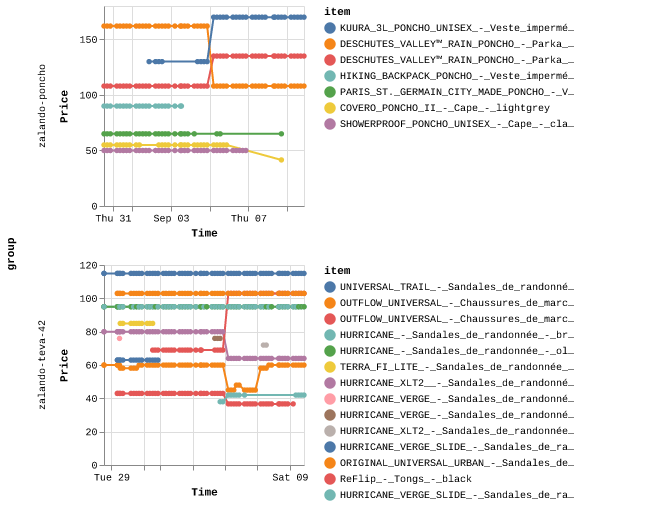 group
zalando-poncho
Price
150
100
50
0
Thu 31
Sep 03
Thu 07
Time
item
KUURA_3L_PONCHO_UNISEX_-_Veste_impermé…
DESCHUTES_VALLEY™_RAIN_PONCHO_-_Parka_…
DESCHUTES_VALLEY™_RAIN_PONCHO_-_Parka_…
HIKING_BACKPACK_PONCHO_-_Veste_impermé…
PARIS_ST._GERMAIN_CITY_MADE_PONCHO_-_V…
COVERO_PONCHO_II_-_Cape_-_lightgrey
SHOWERPROOF_PONCHO_UNISEX_-_Cape_-_cla…
zalando-teva-42
Price
120
100
80
60
40
20
0
Tue 29
Sat 09
Time
item
UNIVERSAL_TRAIL_-_Sandales_de_randonné…
OUTFLOW_UNIVERSAL_-_Chaussures_de_marc…
OUTFLOW_UNIVERSAL_-_Chaussures_de_marc…
HURRICANE_-_Sandales_de_randonnée_-_br…
HURRICANE_-_Sandales_de_randonnée_-_ol…
TERRA_FI_LITE_-_Sandales_de_randonnée_…
HURRICANE_XLT2__-_Sandales_de_randonné…
HURRICANE_VERGE_-_Sandales_de_randonné…
HURRICANE_VERGE_-_Sandales_de_randonné…
HURRICANE_XLT2_-_Sandales_de_randonnée…
HURRICANE_VERGE_SLIDE_-_Sandales_de_ra…
ORIGINAL_UNIVERSAL_URBAN_-_Sandales_de…
ReFlip_-_Tongs_-_black
HURRICANE_VERGE_SLIDE_-_Sandales_de_ra…